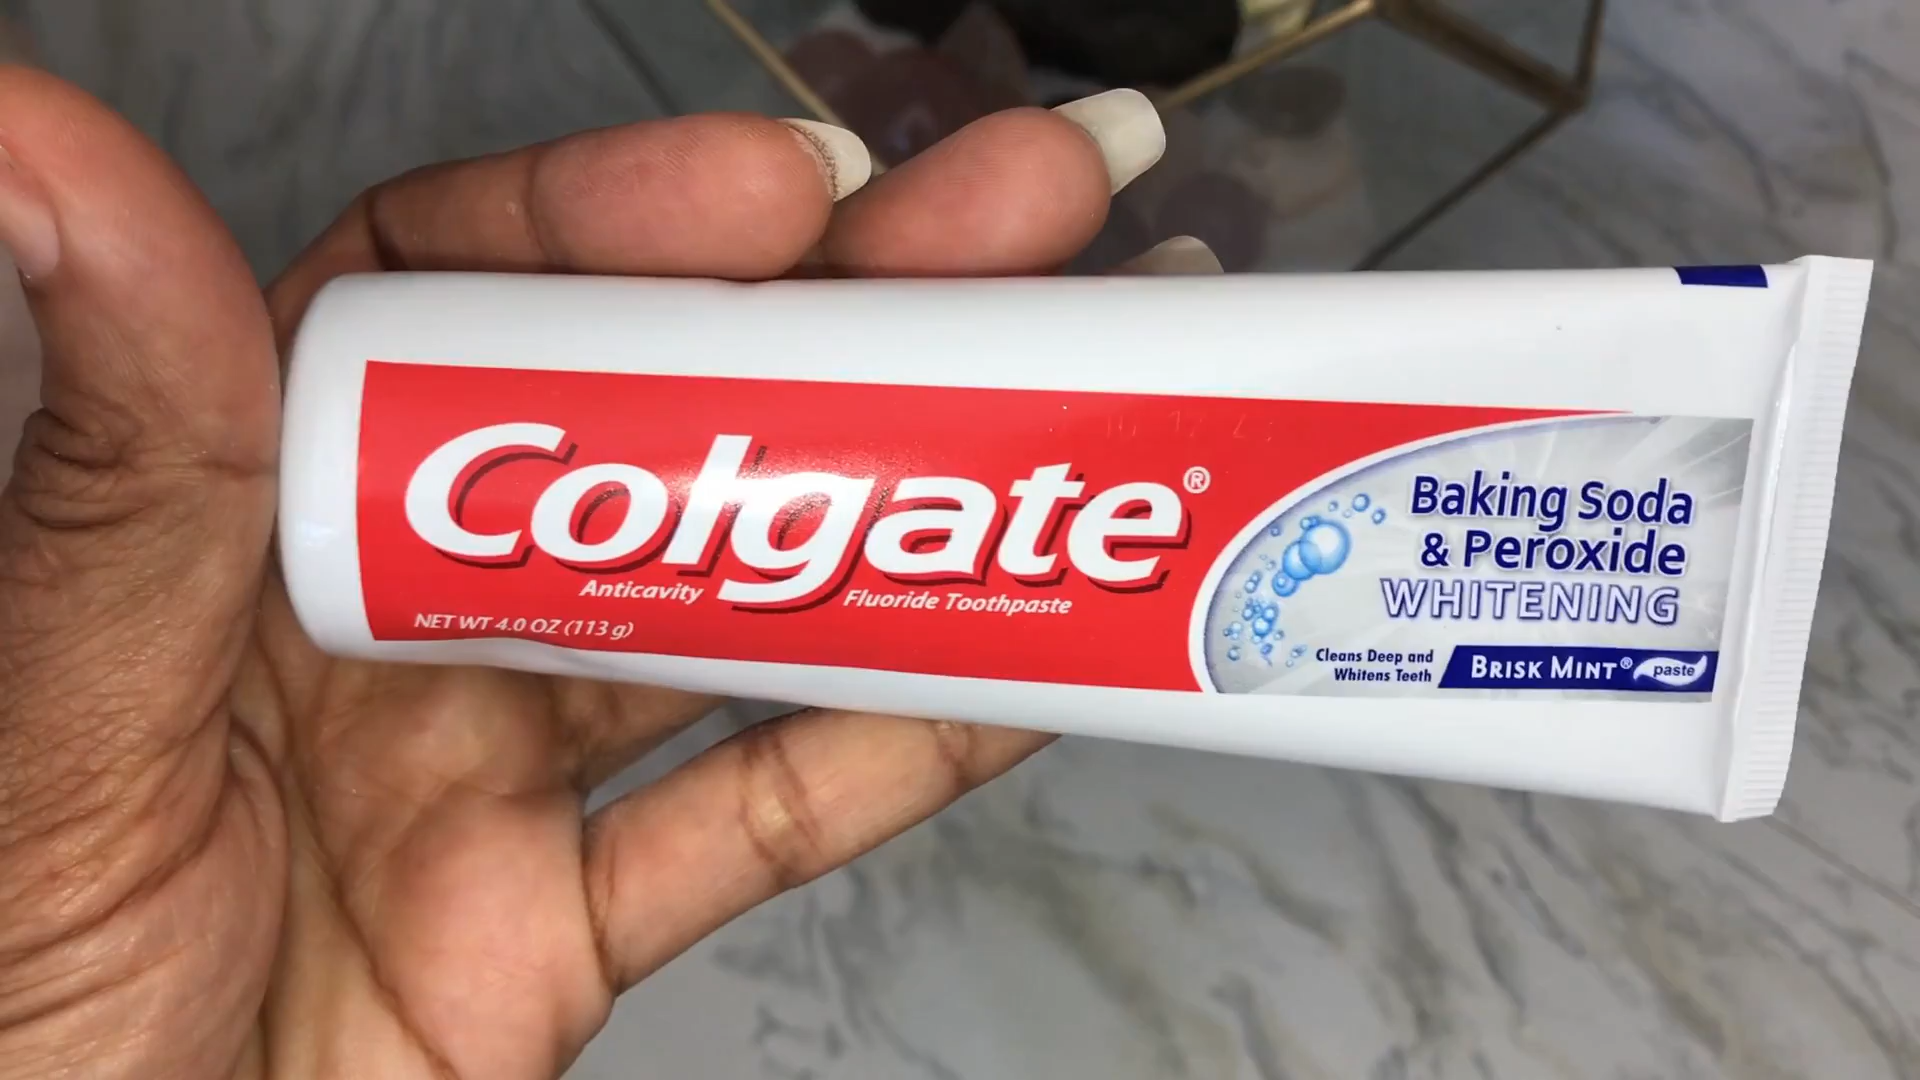 Colgate®
Anticavity Fluoride Toothpaste
NET WT 4.0 OZ (113 g)
Baking Soda
& Peroxide
WHITENING
Cleans Deep and
Whitens Teeth
BRISK MINT® paste